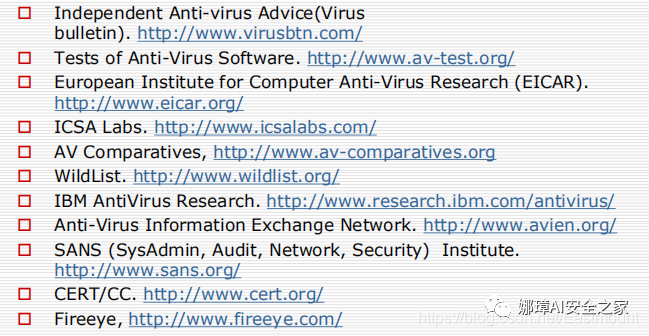 Independent Anti-virus Advice(Virus
bulletin). http://www.virusbtn.com/
Tests of Anti-Virus Software. http://www.av-test.org/
European Institute for Computer Anti-Virus Research (EICAR).
http://www.eicar.org/
ICSA Labs. http://www.icsalabs.com/
AV Comparatives, http://www.av-comparatives.org
WildList. http://www.wildlist.org/
IBM AntiVirus Research. http://www.research.ibm.com/antivirus/
Anti-Virus Information Exchange Network. http://www.avien.org/
SANS (SysAdmin, Audit, Network, Security) Institute.
http://www.sans.org/
CERT/CC. http://www.cert.org/
娜璋AI安全之家
Fireeye, http://www.fireeye.com/